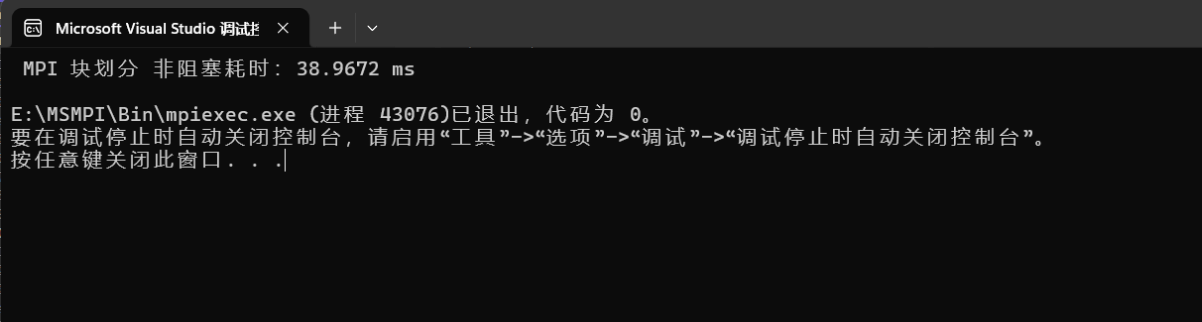 Microsoft Visual Studio 调试
MPI 块划分 非阻塞耗时: 38.9672 ms
E:\MSMPI\Bin\mpiexec.exe (进程 43076)已退出，代码为 0。
要在调试停止时自动关闭控制台，请启用“工具”->“选项”->“调试”->“调试停止时自动关闭控制台”。
按任意键关闭此窗口. . .